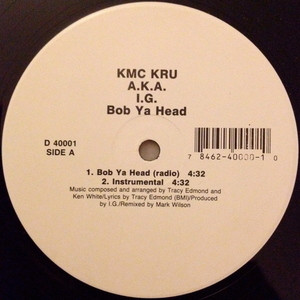 KMC KRU
A.K.A.
I.G.
Bob Ya Head
D 40001
SIDE A
7 8462-40000-1 0
1. Bob Ya Head (radio) 4:32
2. Instrumental 4:32
Music composed and arranged by Tracy Edmond and
Ken White/Lyrics by Tracy Edmond (BMI)/Produced
by I.G./Remixed by Mark Wilson